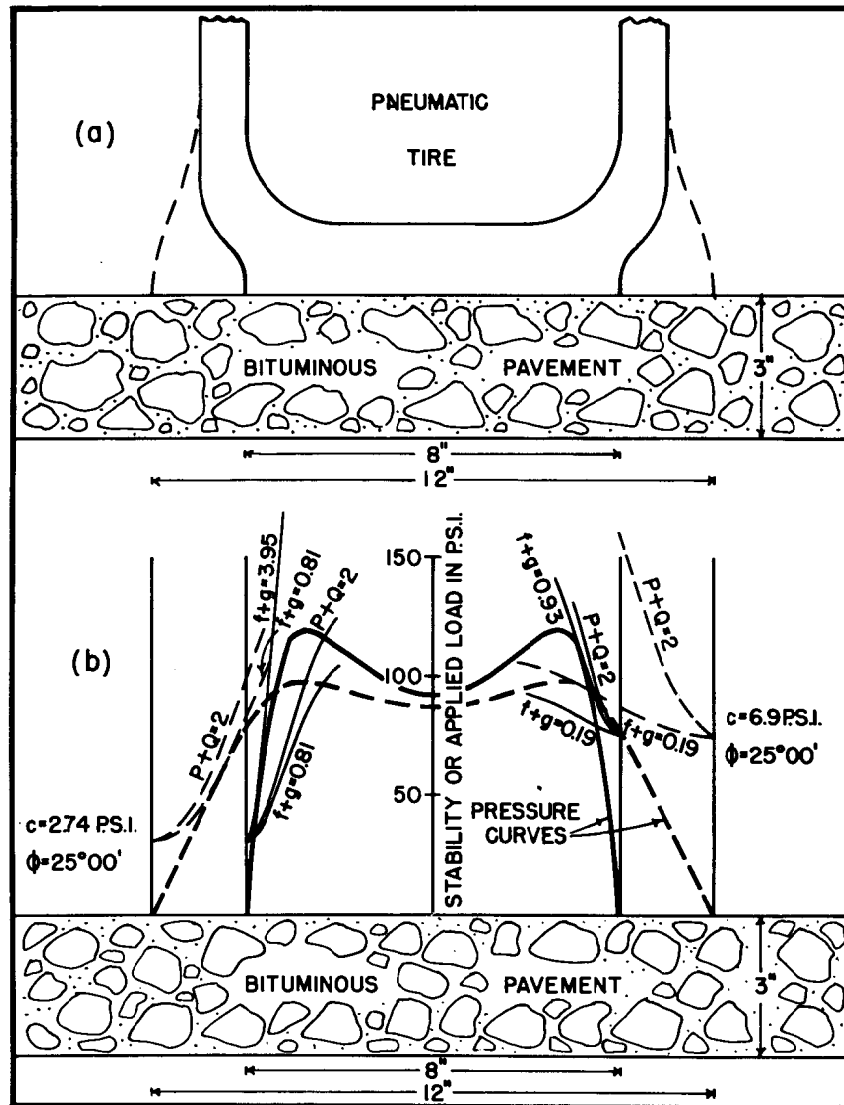 (a)
PNEUMATIC
TIRE
BITUMINOUS PAVEMENT
3"
8"
12"
(b)
STABILITY OR APPLIED LOAD IN P.S.I.
150
100
50
f+g=3.95
f+g=0.81
P+Q=2
P+Q=2
f+g=0.81
f+g=0.93
P+Q=2
f+g=0.19
f+g=0.19
P+Q=2
c=2.74 P.S.I.
ϕ=25°00'
c=6.9 P.S.I.
ϕ=25°00'
PRESSURE
CURVES
BITUMINOUS PAVEMENT
3"
8"
12"